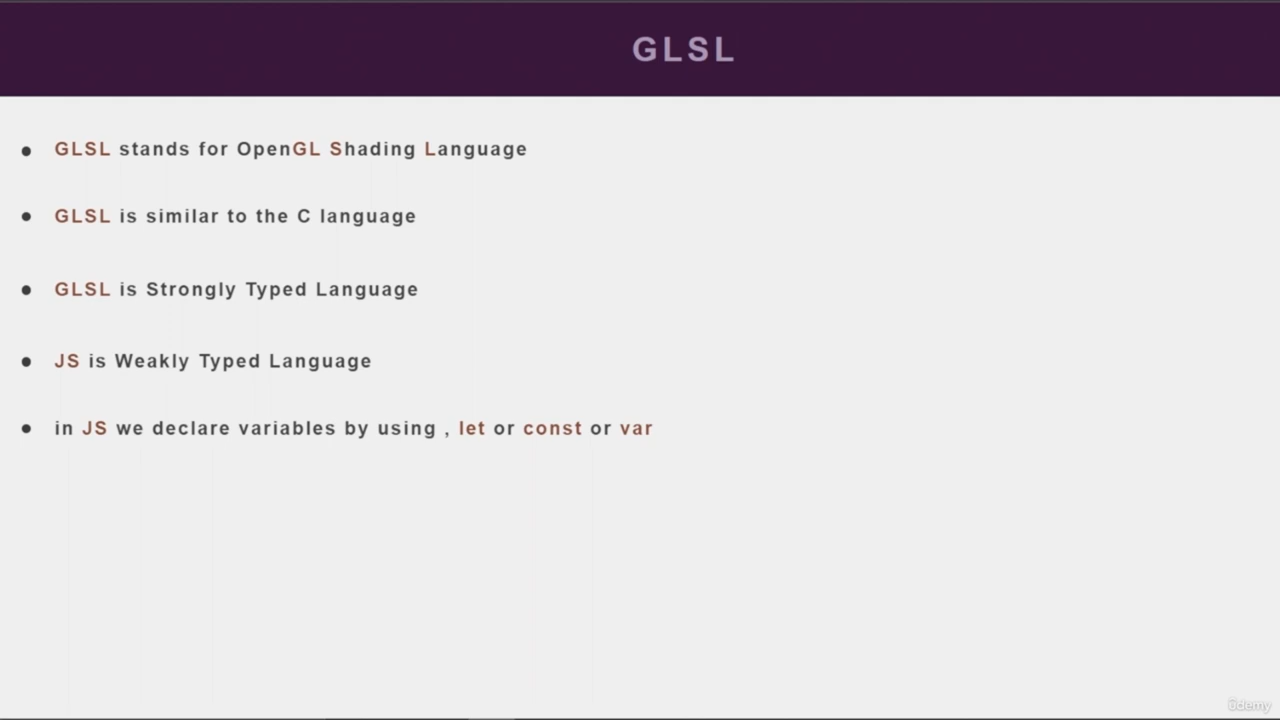 GLSL
GLSL stands for OpenGL Shading Language
GLSL is similar to the C language
GLSL is Strongly Typed Language
JS is Weakly Typed Language
in JS we declare variables by using , let or const or var
ûdemy